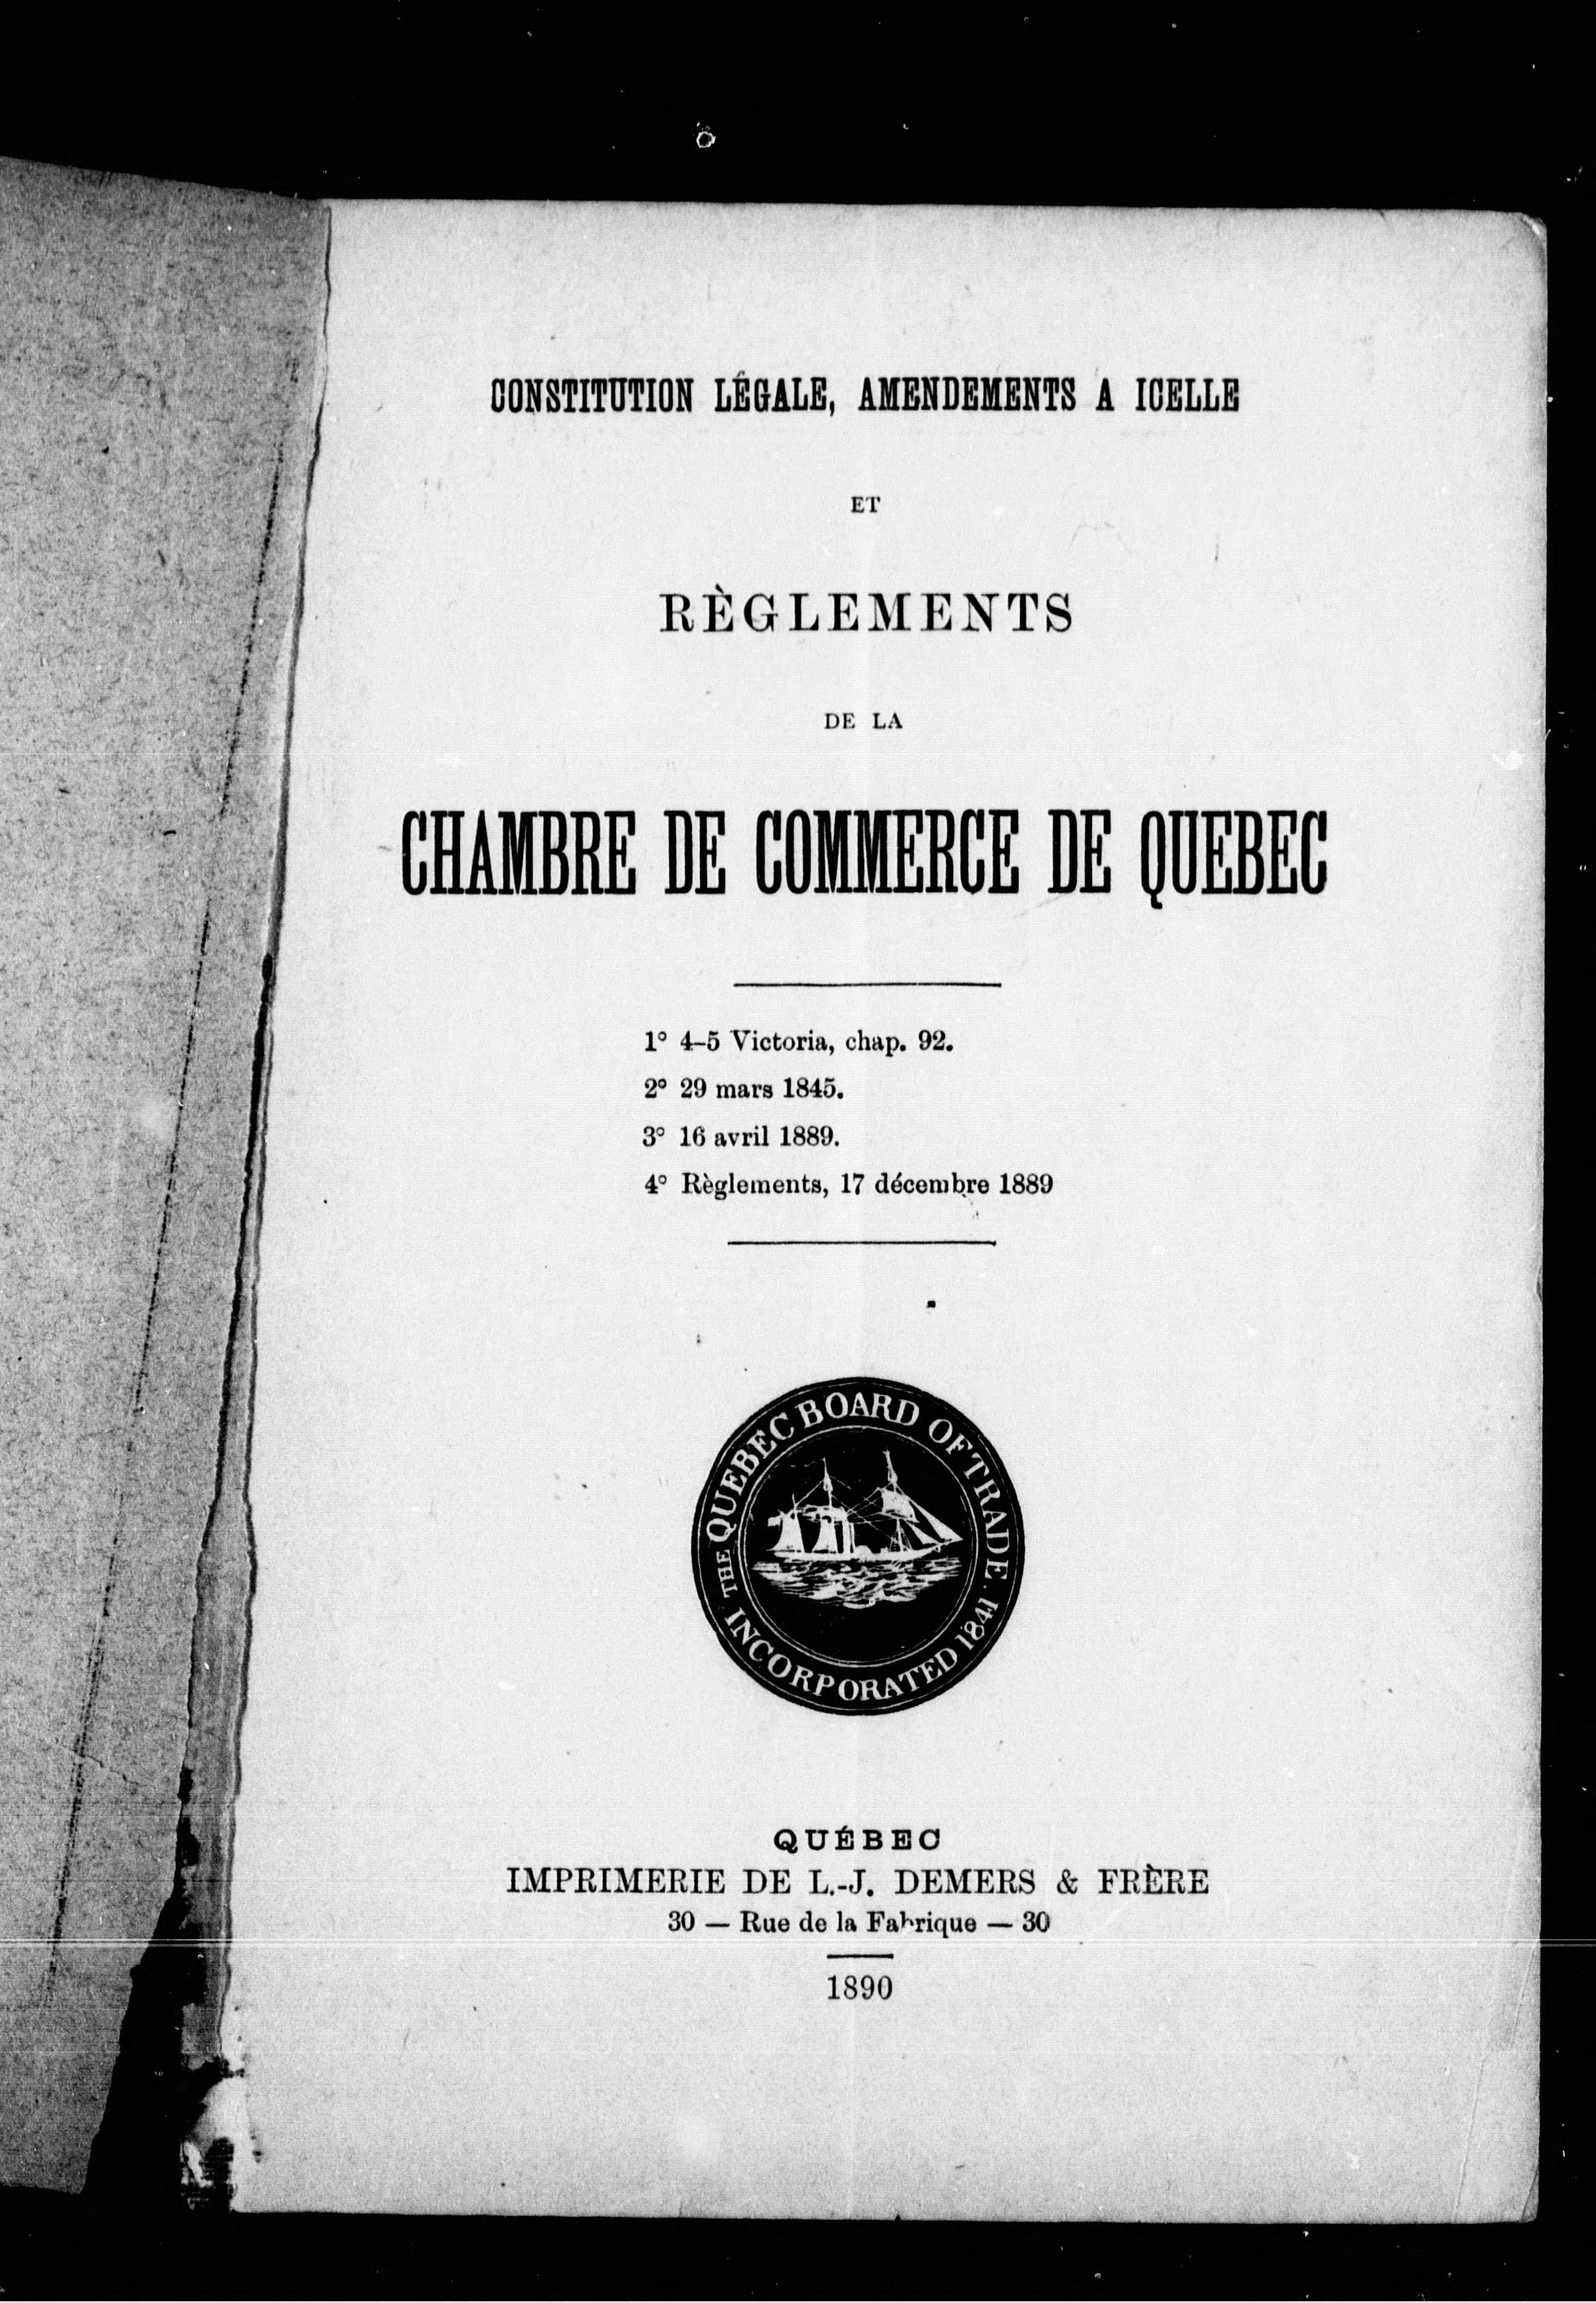 CONSTITUTION LÉGALE, AMENDEMENTS A ICELLE
ET
RÈGLEMENTS
DE LA
CHAMBRE DE COMMERCE DE QUEBEC
1° 4-5 Victoria, chap. 92.
2° 29 mars 1845.
3° 16 avril 1889.
4° Règlements, 17 décembre 1889
THE QUEBEC BOARD OF TRADE.
INCORPORATED 1841
QUÉBEC
IMPRIMERIE DE L.-J. DEMERS & FRÈRE
30 — Rue de la Fabrique — 30
1890